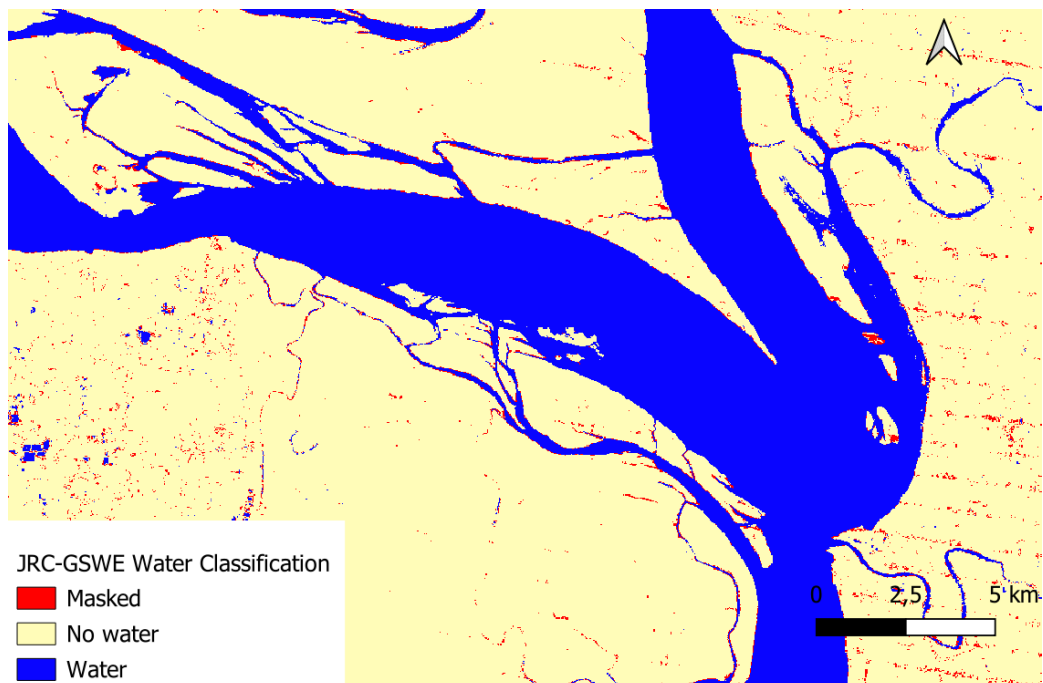 JRC-GSWE Water Classification
Masked
No water
Water
0 2,5 5 km